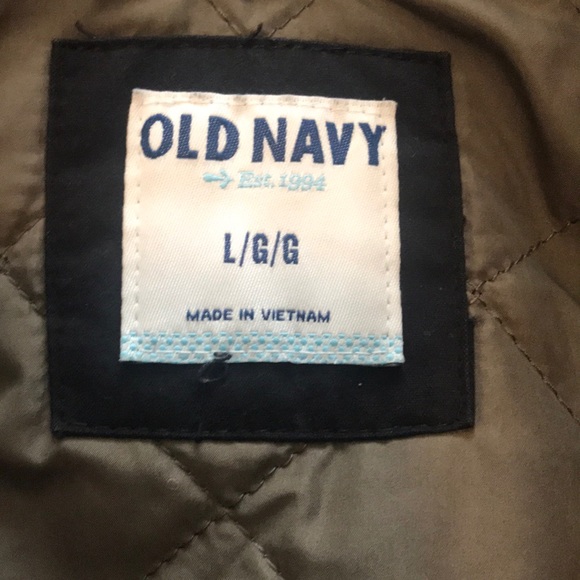 OLD NAVY
Est. 1994
L/G/G
MADE IN VIETNAM